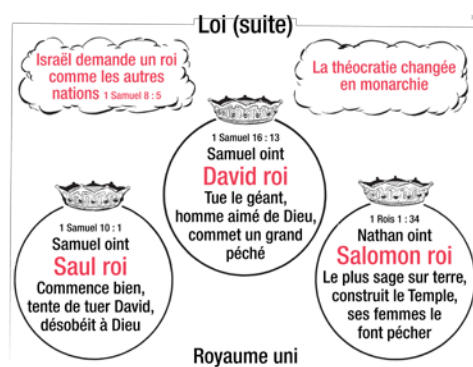 Loi (suite)
Israël demande un roi
comme les autres
nations 1 Samuel 8 : 5
La théocratie changée
en monarchie
1 Samuel 16 : 13
Samuel oint
David roi
Tue le géant,
homme aimé de Dieu,
commet un grand
péché
1 Samuel 10 : 1
Samuel oint
Saul roi
Commence bien,
tente de tuer David,
désobéit à Dieu
1 Rois 1 : 34
Nathan oint
Salomon roi
Le plus sage sur terre,
construit le Temple,
ses femmes le
font pécher
Royaume uni